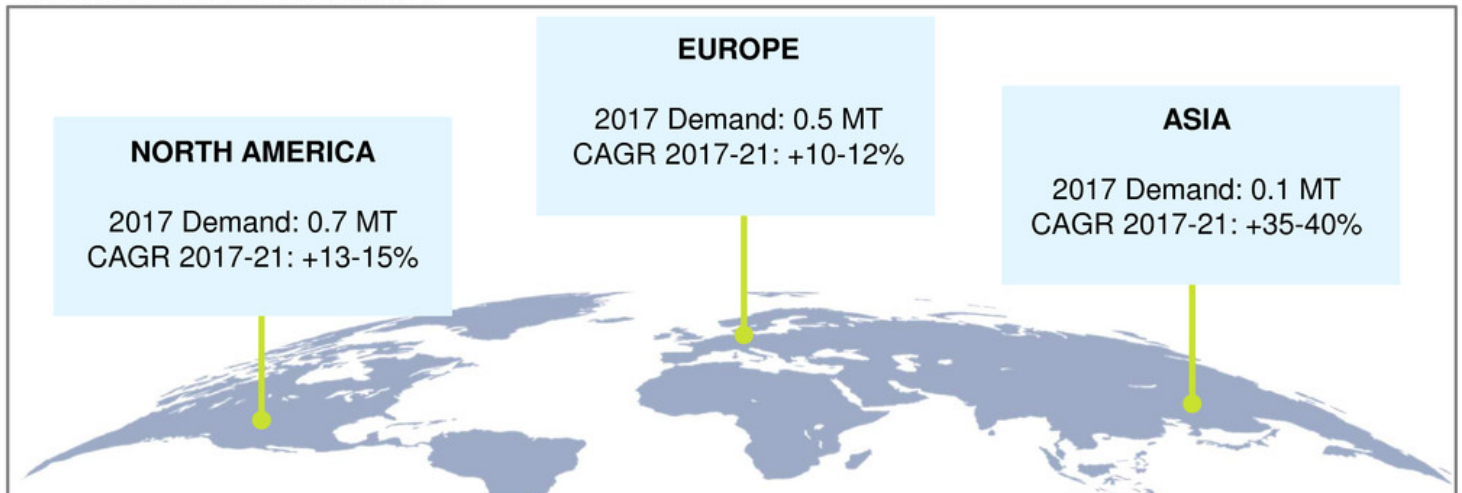 NORTH AMERICA
2017 Demand: 0.7 MT
CAGR 2017-21: +13-15%
EUROPE
2017 Demand: 0.5 MT
CAGR 2017-21: +10-12%
ASIA
2017 Demand: 0.1 MT
CAGR 2017-21: +35-40%